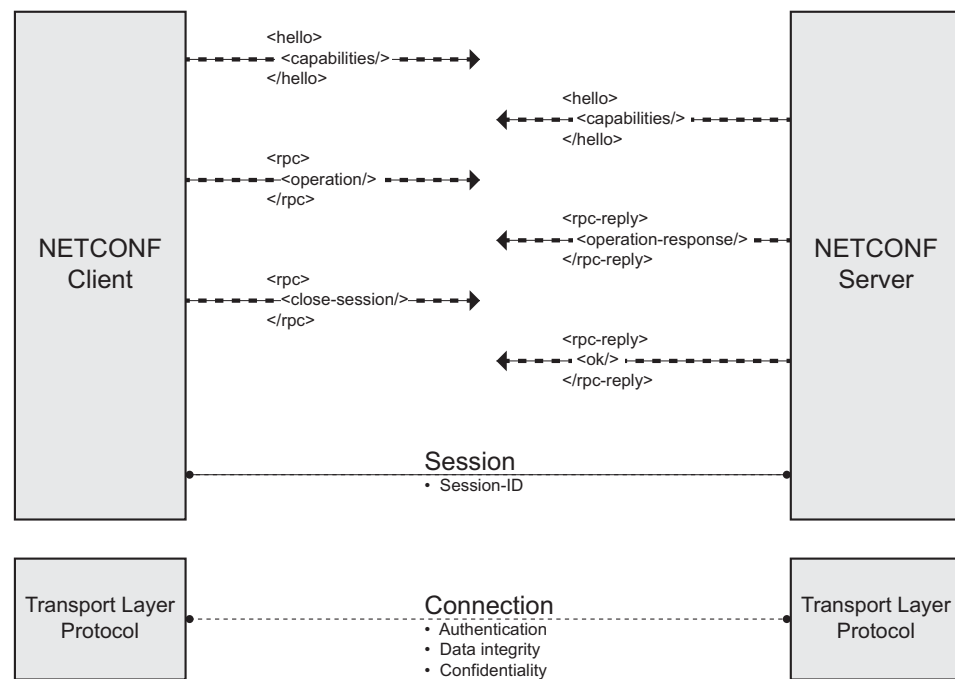 <hello>
<capabilities/>
</hello>
<hello>
<capabilities/>
</hello>
<rpc>
<operation/>
</rpc>
<rpc-reply>
<operation-response/>
</rpc-reply>
NETCONF
Client
NETCONF
Server
<rpc>
<close-session/>
</rpc>
<rpc-reply>
<ok/>
</rpc-reply>
Session
• Session-ID
Transport Layer
Protocol
Connection
• Authentication
• Data integrity
• Confidentiality
Transport Layer
Protocol